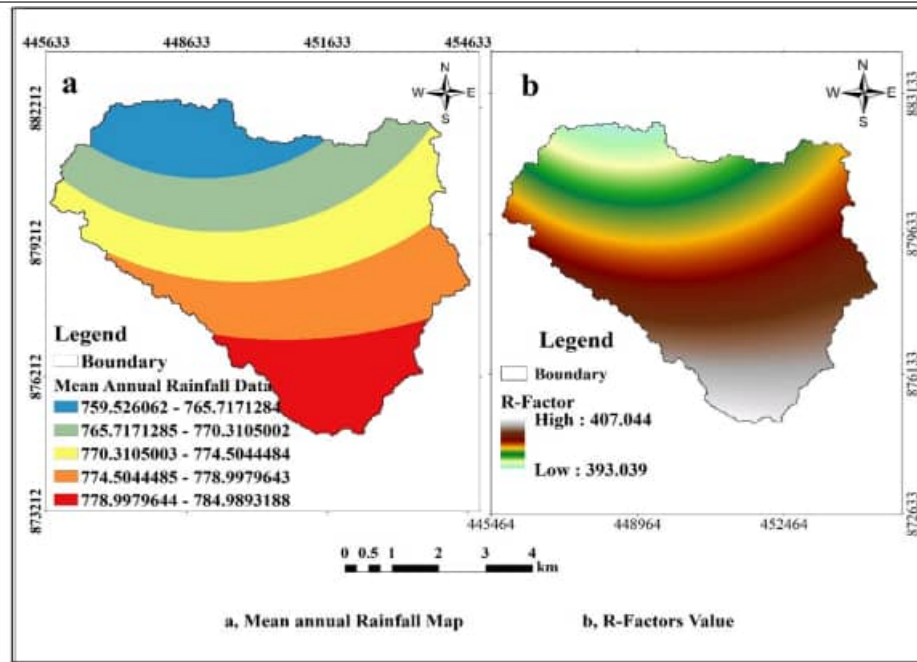 445633 448633 451633 454633
a
N
W E
S
882212
879212
876212
873212
Legend
Boundary
Mean Annual Rainfall Data
759.526062 - 765.7171284
765.7171285 - 770.3105002
770.3105003 - 774.5044484
774.5044485 - 778.9979643
778.9979644 - 784.9893188
b
N
W E
S
883133
879633
876133
872633
Legend
Boundary
R-Factor
High : 407.044
Low : 393.039
445464 448964 452464
0 0.5 1 2 3 4
km
a, Mean annual Rainfall Map
b, R-Factors Value